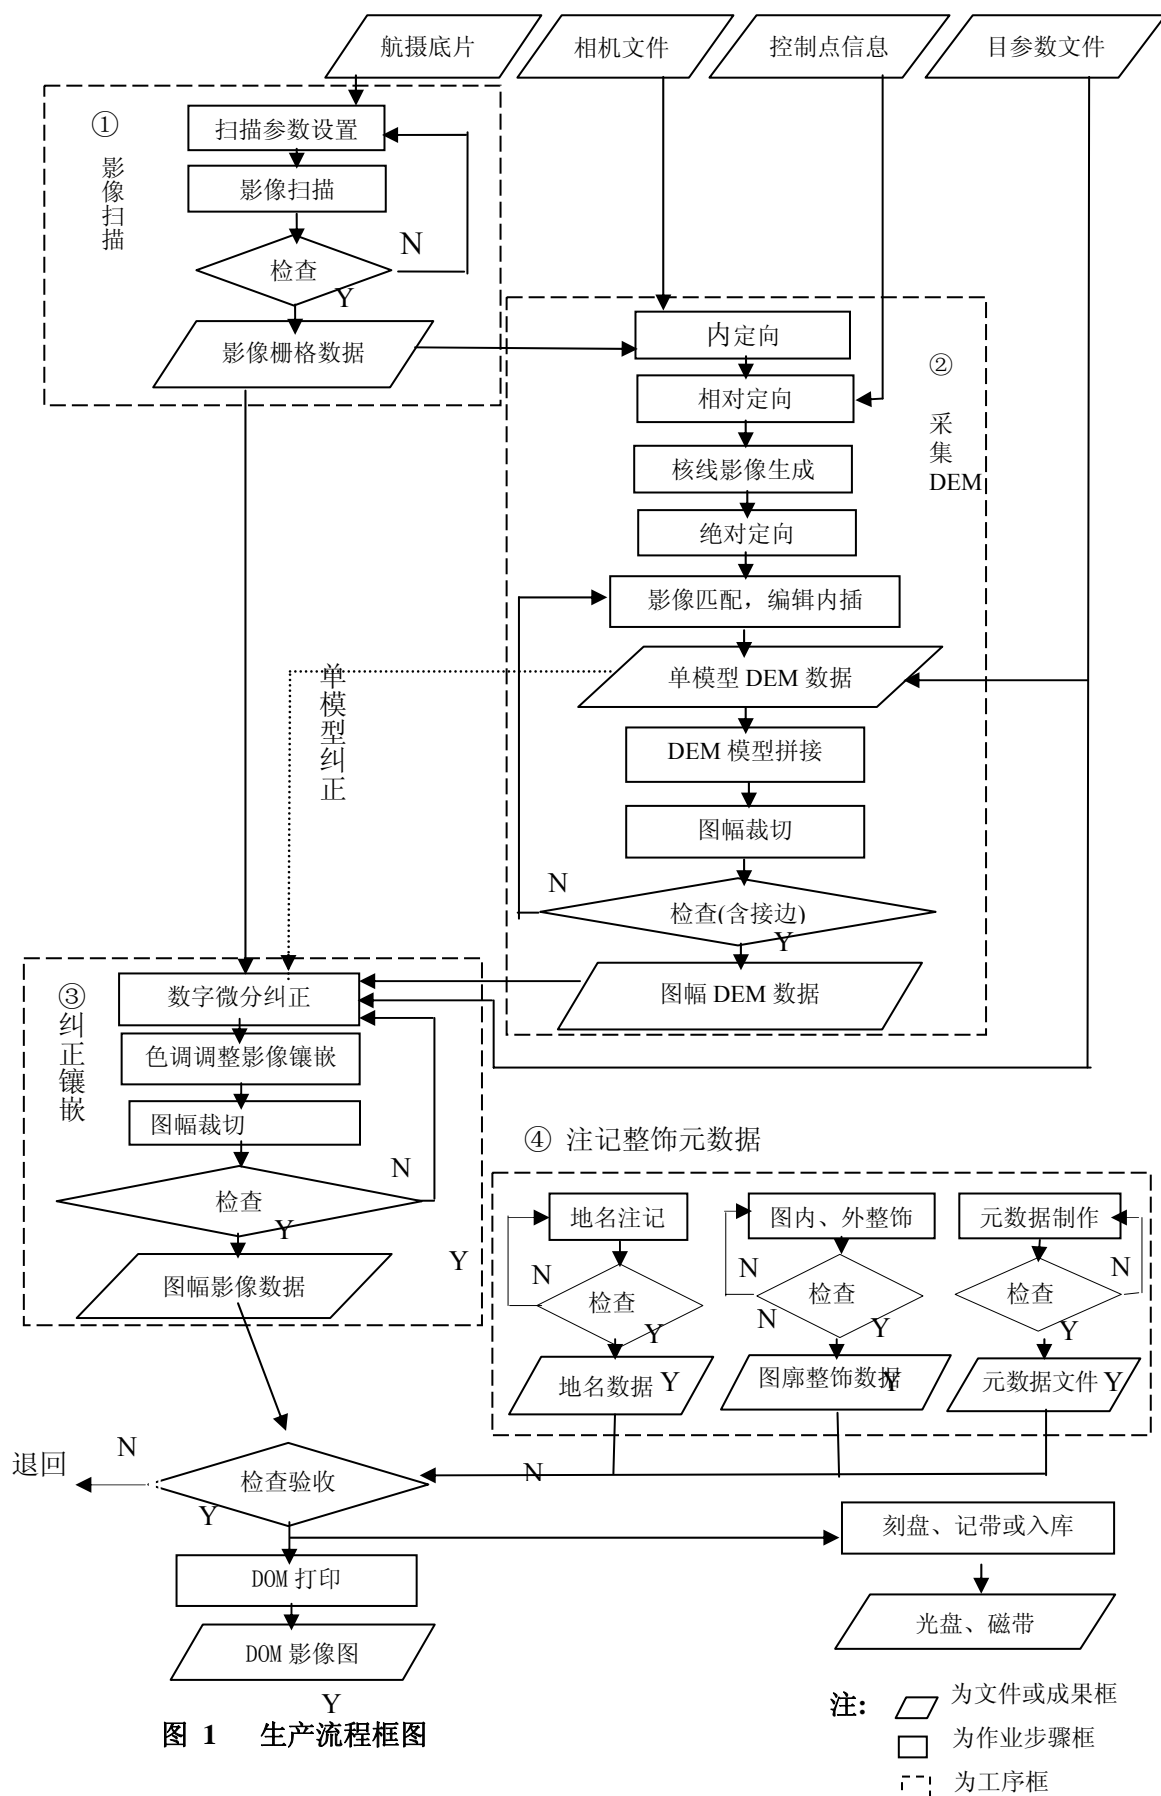 航摄底片
相机文件
控制点信息
目参数文件
①
影像扫描
扫描参数设置
影像扫描
N
检查
Y
影像栅格数据
内定向
②
相对定向
采集
DEM
核线影像生成
绝对定向
影像匹配，编辑内插
单模型 DEM 数据
单模型纠正
DEM 模型拼接
图幅裁切
N
检查(含接边)
Y
图幅 DEM 数据
③
纠正镶嵌
数字微分纠正
色调调整影像镶嵌
图幅裁切
N
检查
Y
Y
图幅影像数据
④ 注记整饰元数据
地名注记
图内、外整饰
元数据制作
N
N
N
检查
检查
检查
N
Y
Y
Y
地名数据 Y
图廓整饰数据
Y
元数据文件 Y
退回
N
检查验收
N
Y
刻盘、记带或入库
DOM 打印
光盘、磁带
DOM 影像图
Y
注:
为文件或成果框
图 1 生产流程框图
为作业步骤框
为工序框